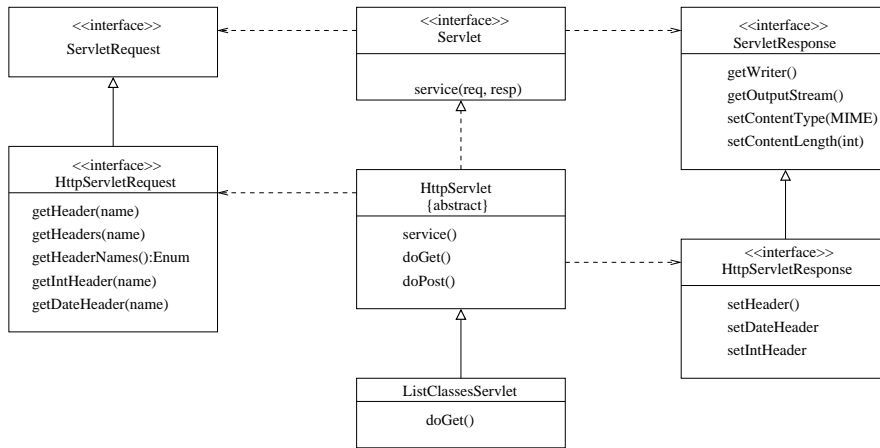 <<interface>>
ServletRequest
<<interface>>
Servlet
service(req, resp)
<<interface>>
ServletResponse
getWriter()
getOutputStream()
setContentType(MIME)
setContentLength(int)
<<interface>>
HttpServletRequest
getHeader(name)
getHeaders(name)
getHeaderNames():Enum
getIntHeader(name)
getDateHeader(name)
HttpServlet
{abstract}
service()
doGet()
doPost()
<<interface>>
HttpServletResponse
setHeader()
setDateHeader
setIntHeader
ListClassesServlet
doGet()